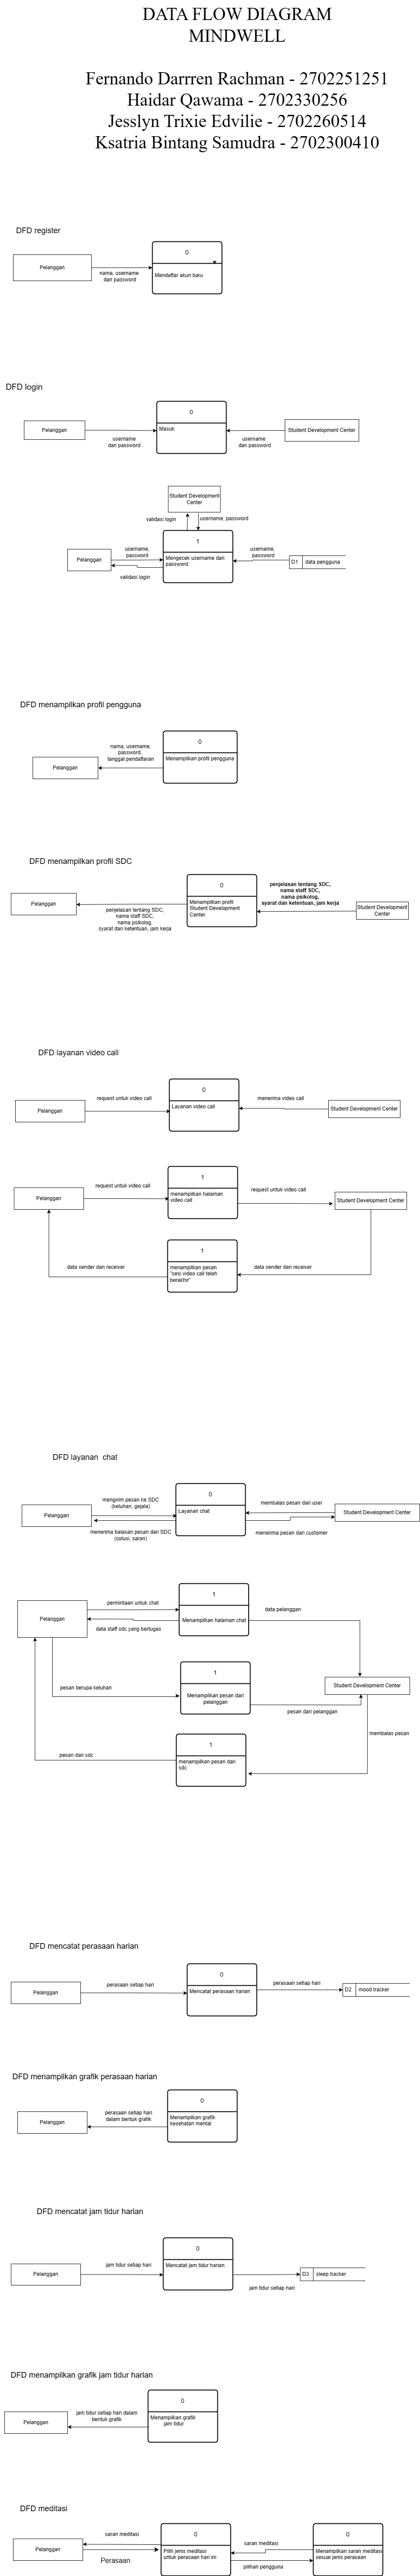 DATA FLOW DIAGRAM
MINDWELL
Fernando Darrren Rachman - 2702251251
Haidar Qawama - 2702330256
Jesslyn Trixie Edvilie - 2702260514
Ksatria Bintang Samudra - 2702300410
DFD register
Pelanggan
nama, username
dan password
0
Mendaftar akun baru
DFD login
Pelanggan
username
dan password
0
Masuk
username
dan password
Student Development Center
Student Development
Center
validasi login
username, password
Pelanggan
username,
password
validasi login
1
Mengecek username dan
password
username,
password
D1
data pengguna
DFD menampilkan profil pengguna
Pelanggan
nama, username,
password,
tanggal pendaftaran
0
Menampilkan profil pengguna
DFD menampilkan profil SDC
Pelanggan
penjelasan tentang SDC,
nama staff SDC,
nama psikolog,
syarat dan ketentuan, jam kerja
0
Menampilkan profil
Student Development
Center
penjelasan tentang SDC,
nama staff SDC,
nama psikolog,
syarat dan ketentuan, jam kerja
Student Development
Center
DFD layanan video call
Pelanggan
request untuk video call
0
Layanan video call
menerima video call
Student Development Center
Pelanggan
request untuk video call
1
menampilkan halaman
video call
request untuk video call
Student Development Center
data sender dan receiver
1
menampilkan pesan
"sesi video call telah
berakhir"
data sender dan receiver
DFD layanan  chat
Pelanggan
mengirim pesan ke SDC
(keluhan, gejala)
menerima balasan pesan dari SDC
(solusi, saran)
0
Layanan chat
membalas pesan dari user
menerima pesan dari customer
Student Development Center
Pelanggan
permintaan untuk chat
data staff sdc yang bertugas
1
Menampilkan halaman chat
data pelanggan
pesan berupa keluhan
1
Menampilkan pesan dari
pelanggan
pesan dari pelanggan
Student Development Center
membalas pesan
pesan dari sdc
1
menampilkan pesan dari
sdc
DFD mencatat perasaan harian
Pelanggan
perasaan setiap hari
0
Mencatat perasaan harian
perasaan setiap hari
D2
mood tracker
DFD menampilkan grafik perasaan harian
Pelanggan
perasaan setiap hari
dalam bentuk grafik
0
Menampilkan grafik
kesehatan mental
DFD mencatat jam tidur harian
Pelanggan
jam tidur setiap hari
0
Mencatat jam tidur harian
jam tidur setiap hari
D3
sleep tracker
DFD menampilkan grafik jam tidur harian
Pelanggan
jam tidur setiap hari dalam
bentuk grafik
0
Menampilkan grafik
jam tidur
DFD meditasi
Pelanggan
saran meditasi
Perasaan
0
Pilih jenis meditasi
untuk perasaan hari ini
saran meditasi
pilihan pengguna
0
Menampilkan saran meditasi
sesuai jenis perasaan